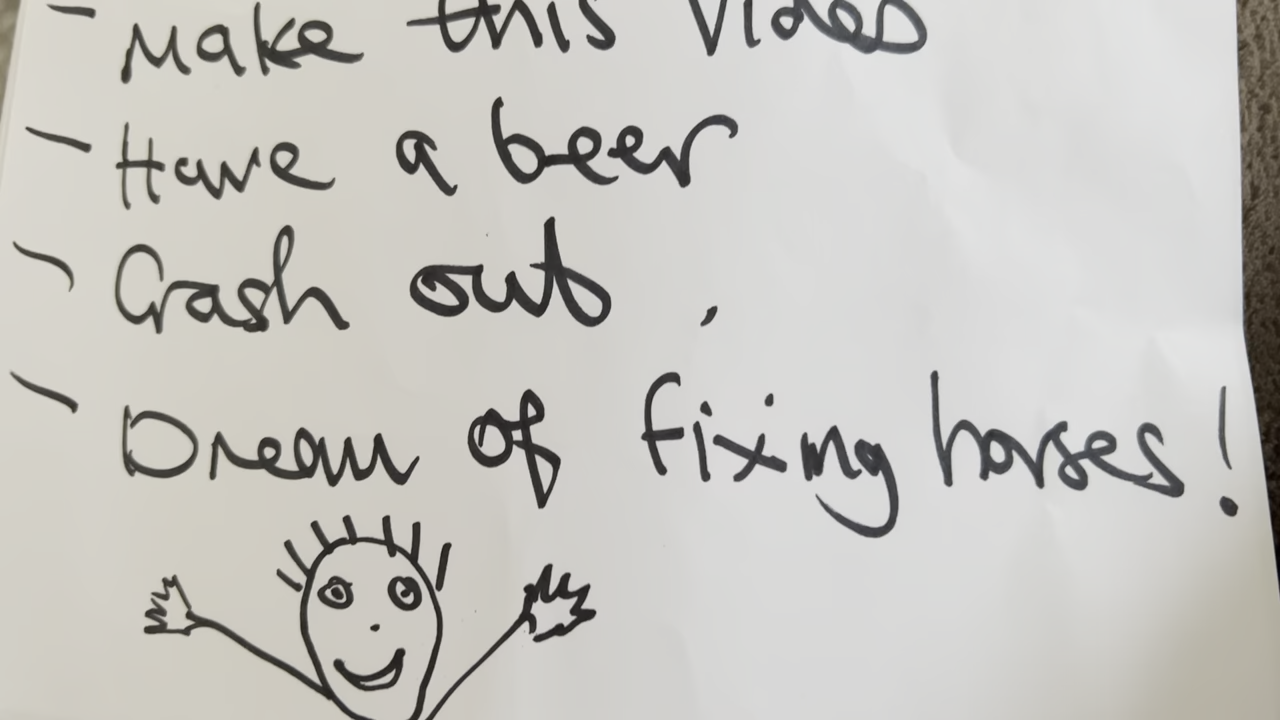 - Make this video
- Have a beer
- Crash out
- Dream of fixing horses!